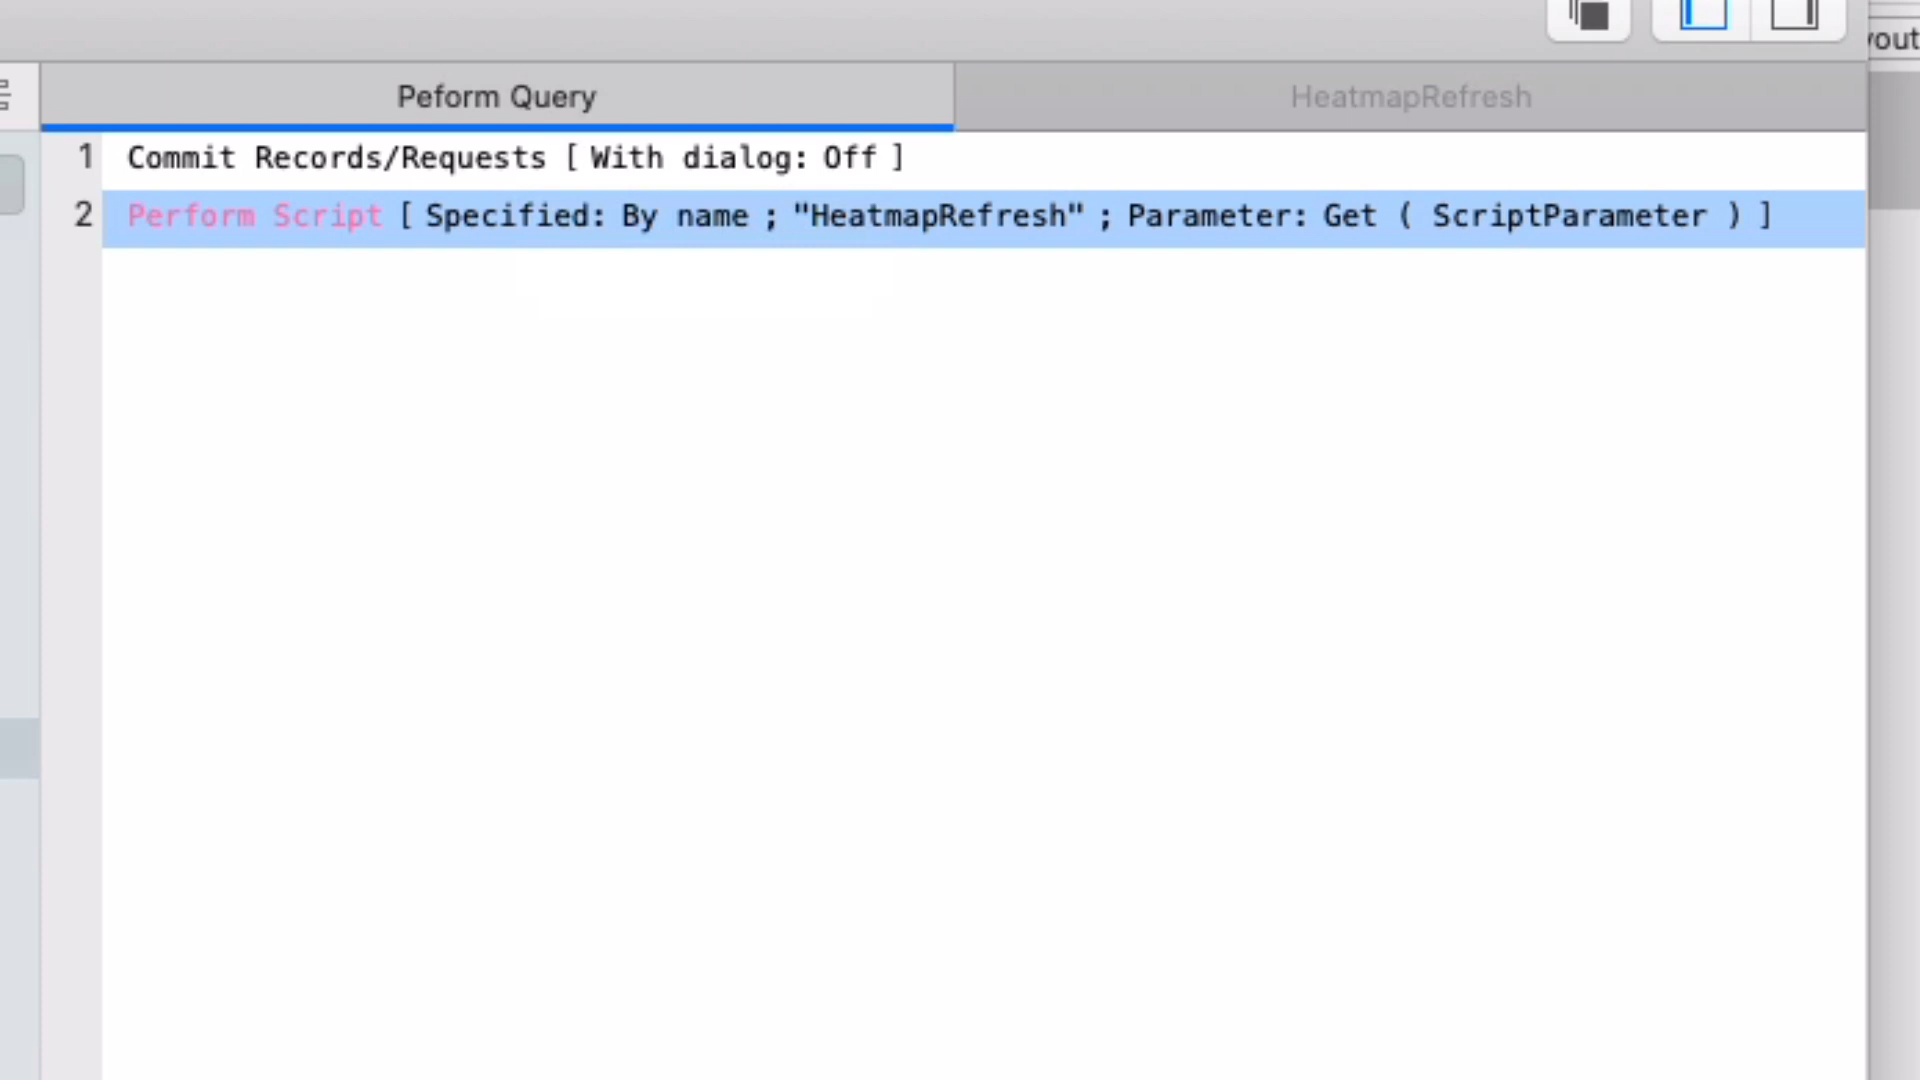 yout
Peform Query
HeatmapRefresh
1 Commit Records/Requests [ With dialog: Off ]
2 Perform Script [ Specified: By name ; "HeatmapRefresh" ; Parameter: Get ( ScriptParameter ) ]